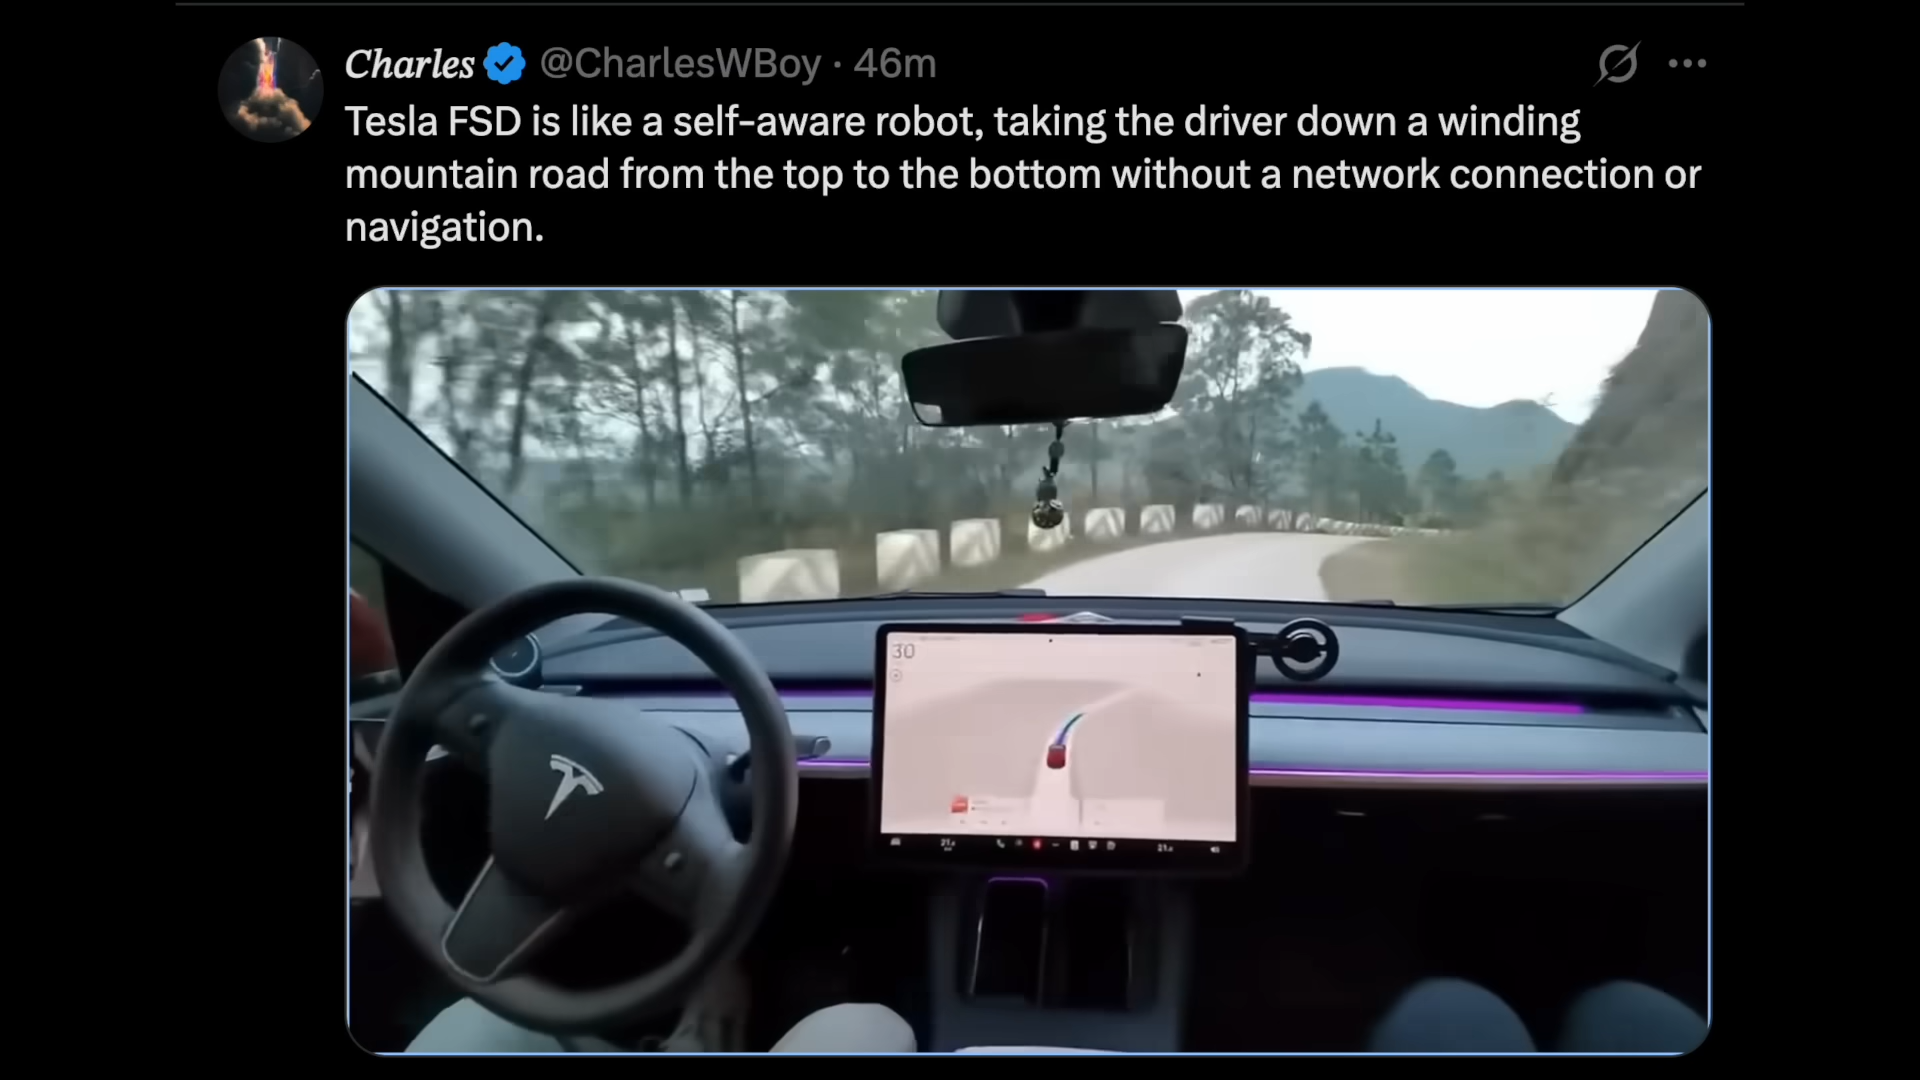 Charles @CharlesWBoy · 46m
Tesla FSD is like a self-aware robot, taking the driver down a winding
mountain road from the top to the bottom without a network connection or
navigation.
30